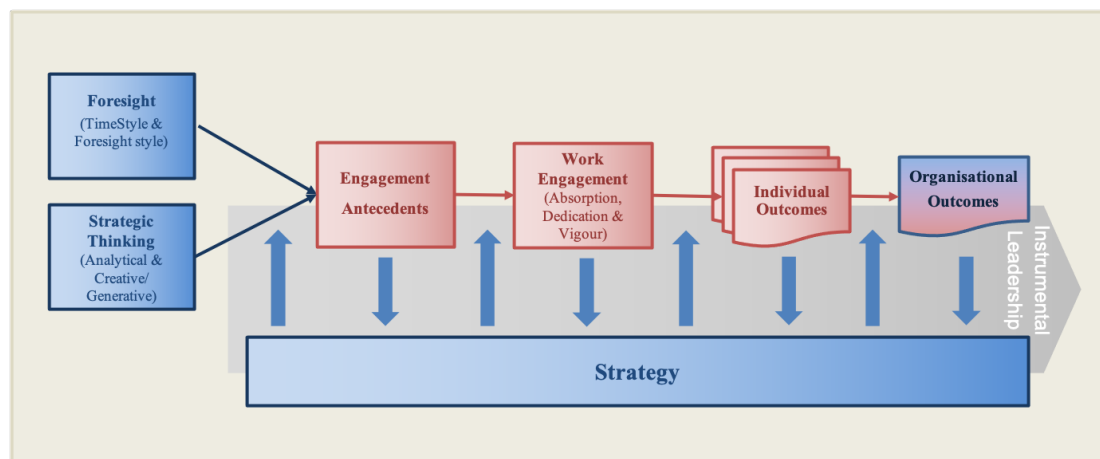 Foresight
(TimeStyle &
Foresight style)
Strategic
Thinking
(Analytical &
Creative/
Generative)
Engagement
Antecedents
Work
Engagement
(Absorption,
Dedication &
Vigour)
Individual
Outcomes
Organisational
Outcomes
Instrumental
Leadership
Strategy